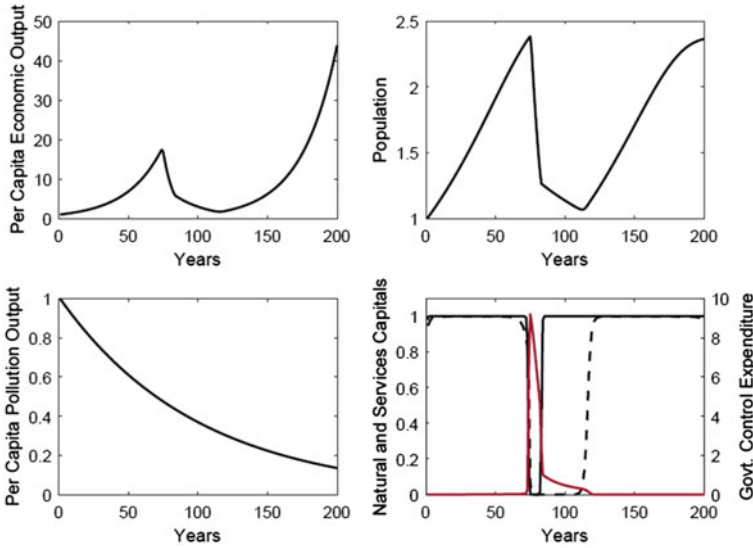 Per Capita Economic Output
50
40
30
20
10
0
0 50 100 150 200
Years
Population
2.5
2
1.5
1
0 50 100 150 200
Years
Per Capita Pollution Output
1
0.8
0.6
0.4
0.2
0
0 50 100 150 200
Years
Natural and Services Capitals
1
0.8
0.6
0.4
0.2
0
0 50 100 150 200
Years
10
8
6
4
2
0
Govt. Control Expenditure